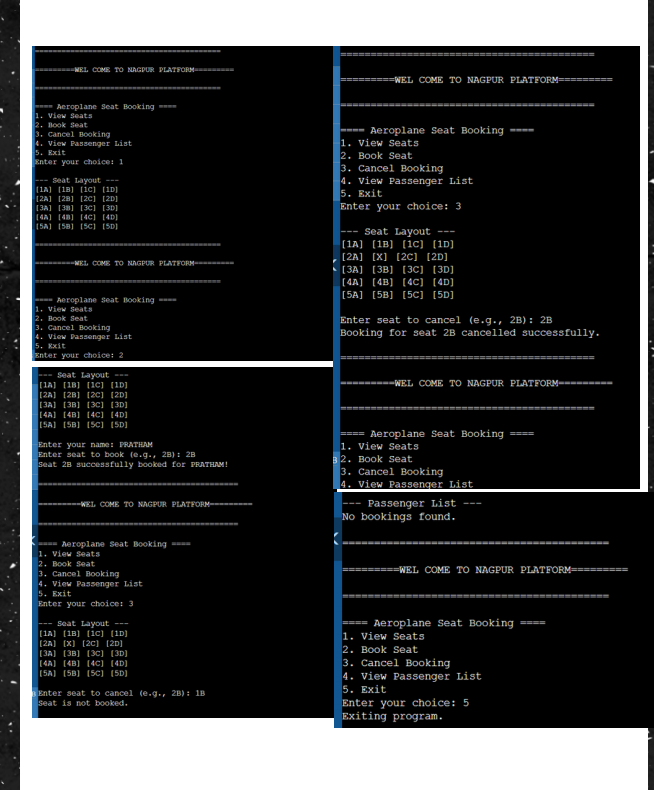 ==========================================
=========WEL COME TO NAGPUR PLATFORM=========
==========================================
==== Aeroplane Seat Booking ====
1. View Seats
2. Book Seat
3. Cancel Booking
4. View Passenger List
5. Exit
Enter your choice: 1
--- Seat Layout ---
[1A] [1B] [1C] [1D]
[2A] [2B] [2C] [2D]
[3A] [3B] [3C] [3D]
[4A] [4B] [4C] [4D]
[5A] [5B] [5C] [5D]
==========================================
=========WEL COME TO NAGPUR PLATFORM=========
==========================================
==== Aeroplane Seat Booking ====
1. View Seats
2. Book Seat
3. Cancel Booking
4. View Passenger List
5. Exit
Enter your choice: 2
--- Seat Layout ---
[1A] [1B] [1C] [1D]
[2A] [2B] [2C] [2D]
[3A] [3B] [3C] [3D]
[4A] [4B] [4C] [4D]
[5A] [5B] [5C] [5D]
Enter your name: PRATHAM
Enter seat to book (e.g., 2B): 2B
Seat 2B successfully booked for PRATHAM!
==========================================
=========WEL COME TO NAGPUR PLATFORM=========
==========================================
==== Aeroplane Seat Booking ====
1. View Seats
2. Book Seat
3. Cancel Booking
4. View Passenger List
5. Exit
Enter your choice: 3
--- Seat Layout ---
[1A] [1B] [1C] [1D]
[2A] [X] [2C] [2D]
[3A] [3B] [3C] [3D]
[4A] [4B] [4C] [4D]
[5A] [5B] [5C] [5D]
Enter seat to cancel (e.g., 2B): 1B
Seat is not booked.
==========================================
=========WEL COME TO NAGPUR PLATFORM=========
==========================================
==== Aeroplane Seat Booking ====
1. View Seats
2. Book Seat
3. Cancel Booking
4. View Passenger List
5. Exit
Enter your choice: 3
--- Seat Layout ---
[1A] [1B] [1C] [1D]
[2A] [X] [2C] [2D]
[3A] [3B] [3C] [3D]
[4A] [4B] [4C] [4D]
[5A] [5B] [5C] [5D]
Enter seat to cancel (e.g., 2B): 2B
Booking for seat 2B cancelled successfully.
==========================================
=========WEL COME TO NAGPUR PLATFORM=========
==========================================
==== Aeroplane Seat Booking ====
1. View Seats
2. Book Seat
3. Cancel Booking
4. View Passenger List
--- Passenger List ---
No bookings found.
==========================================
=========WEL COME TO NAGPUR PLATFORM=========
==========================================
==== Aeroplane Seat Booking ====
1. View Seats
2. Book Seat
3. Cancel Booking
4. View Passenger List
5. Exit
Enter your choice: 5
Exiting program.